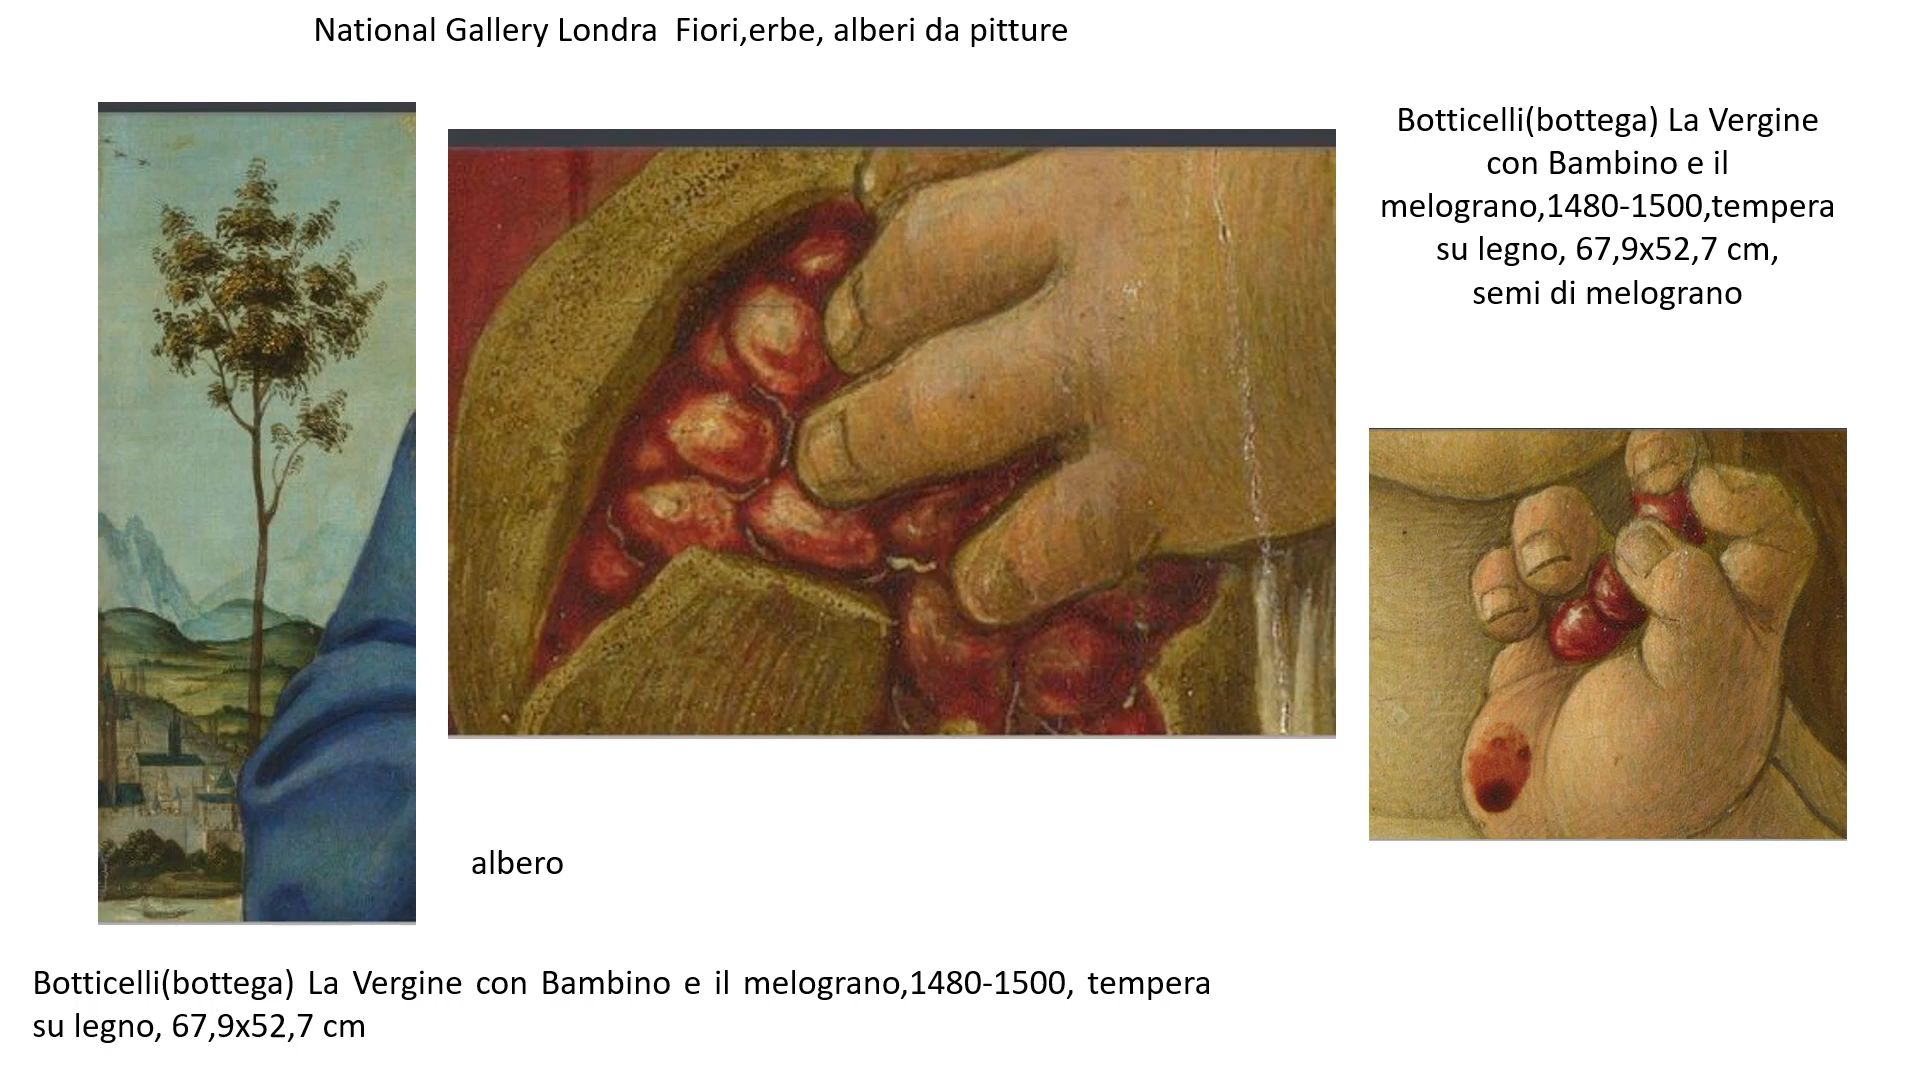 National Gallery Londra  Fiori,erbe, alberi da pitture
Botticelli(bottega) La Vergine
con Bambino e il
melograno,1480-1500,tempera
su legno, 67,9x52,7 cm,
semi di melograno
albero
Botticelli(bottega) La Vergine con Bambino e il melograno,1480-1500, tempera
su legno, 67,9x52,7 cm